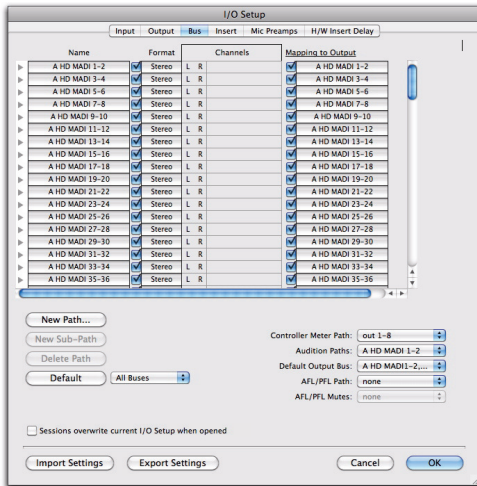 I/O Setup
Input Output Bus Insert Mic Preamps H/W Insert Delay
Name Format Channels Mapping to Output
A HD MADI 1-2 Stereo L R A HD MADI 1-2
A HD MADI 3-4 Stereo L R A HD MADI 3-4
A HD MADI 5-6 Stereo L R A HD MADI 5-6
A HD MADI 7-8 Stereo L R A HD MADI 7-8
A HD MADI 9-10 Stereo L R A HD MADI 9-10
A HD MADI 11-12 Stereo L R A HD MADI 11-12
A HD MADI 13-14 Stereo L R A HD MADI 13-14
A HD MADI 15-16 Stereo L R A HD MADI 15-16
A HD MADI 17-18 Stereo L R A HD MADI 17-18
A HD MADI 19-20 Stereo L R A HD MADI 19-20
A HD MADI 21-22 Stereo L R A HD MADI 21-22
A HD MADI 23-24 Stereo L R A HD MADI 23-24
A HD MADI 25-26 Stereo L R A HD MADI 25-26
A HD MADI 27-28 Stereo L R A HD MADI 27-28
A HD MADI 29-30 Stereo L R A HD MADI 29-30
A HD MADI 31-32 Stereo L R A HD MADI 31-32
A HD MADI 33-34 Stereo L R A HD MADI 33-34
A HD MADI 35-36 Stereo L R A HD MADI 35-36
New Path...
New Sub-Path
Delete Path
Default All Buses
Controller Meter Path: out 1-8
Audition Paths: A HD MADI 1-2
Default Output Bus: A HD MADI1-2,...
AFL/PFL Path: none
AFL/PFL Mutes: none
Sessions overwrite current I/O Setup when opened
Import Settings Export Settings Cancel OK